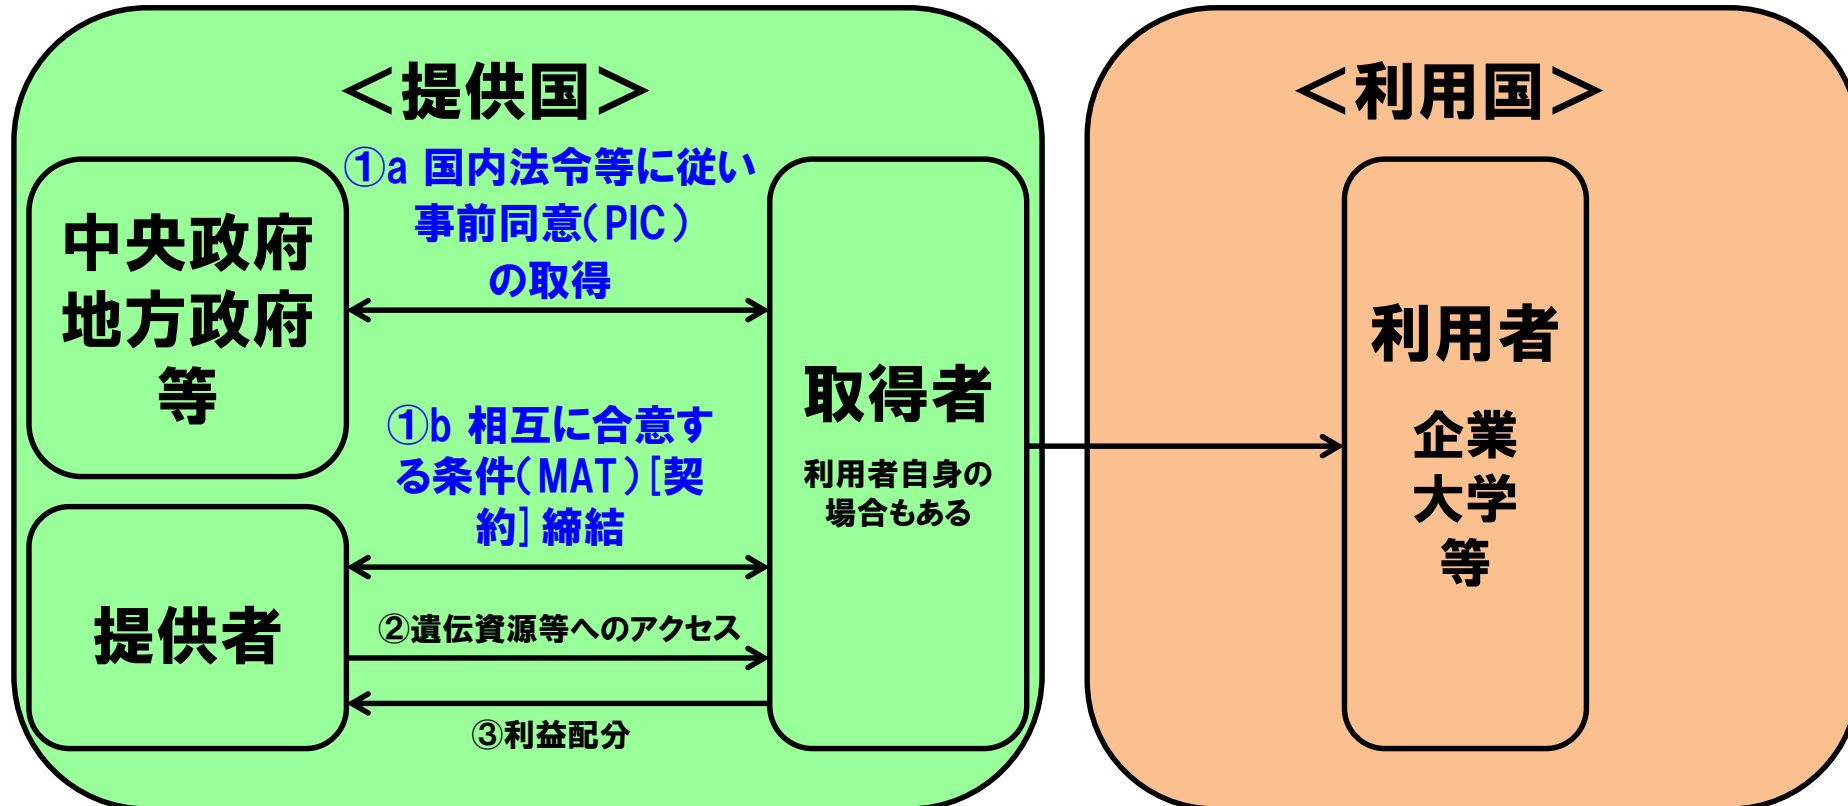 ＜提供国＞
①a 国内法令等に従い
事前同意(PIC)
の取得
中央政府
地方政府
等
①b 相互に合意す
る条件(MAT)[契
約]締結
提供者
②遺伝資源等へのアクセス
③利益配分
取得者
利用者自身の
場合もある
＜利用国＞
利用者
企業
大学
等